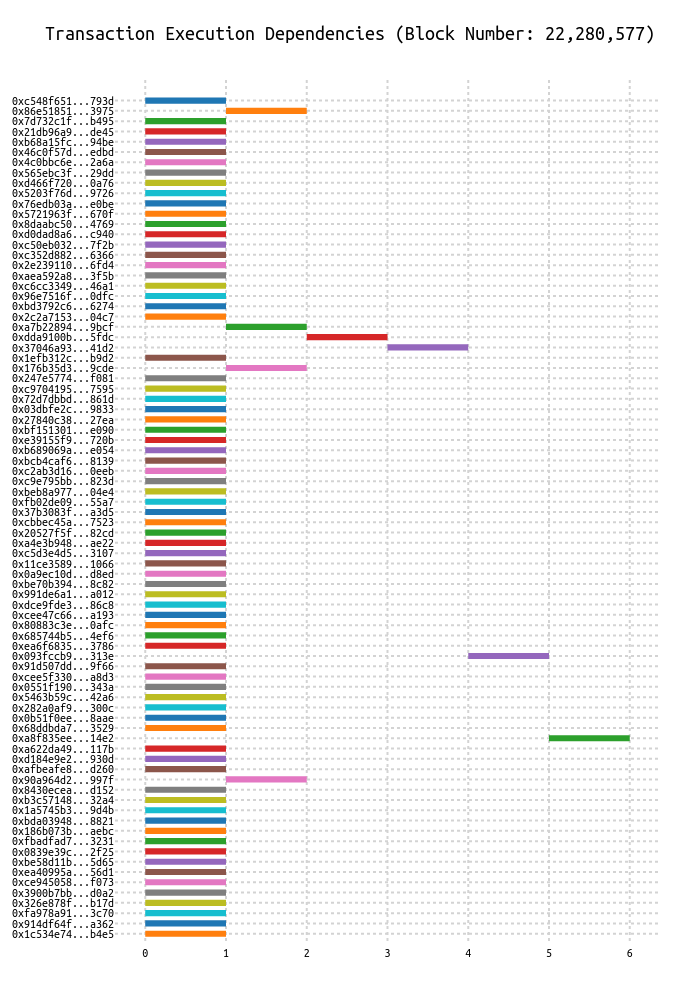 Transaction Execution Dependencies (Block Number: 22,280,577)
0xc548f651...793d
0x86e51851...3975
0x7d732c1f...b495
0x21db96a9...de45
0xb68a15fc...94be
0x46c0f57d...edbd
0x4c0bbc6e...2a6a
0x565ebc3f...29dd
0xd466f720...0a76
0x5203f76d...9726
0x76edb03a...e0be
0x5721963f...670f
0x8daabc50...4769
0xd0dad8a6...c940
0xc50eb032...7f2b
0xc352d882...6366
0x2e239110...6fd4
0xaea592a8...3f5b
0xc6cc3349...46a1
0x96e7516f...0dfc
0xbd3792c6...6274
0x2c2a7153...04c7
0xa7b22894...9bcf
0xdda9100b...5fdc
0x37046a93...41d2
0x1efb312c...b9d2
0x176b35d3...9cde
0x247e5774...f081
0xc9704195...7595
0x72d7dbbd...861d
0x03dbfe2c...9833
0x27840c38...27ea
0xbf151301...e090
0xe39155f9...720b
0xb689069a...e054
0xbcb4caf6...8139
0xc2ab3d16...0eeb
0xc9e795bb...823d
0xbeb8a977...04e4
0xfb02de09...55a7
0x37b3083f...a3d5
0xcbbec45a...7523
0x20527f5f...82cd
0xa4e3b948...ae22
0xc5d3e4d5...3107
0x11ce3589...1066
0x0a9ec10d...d8ed
0xbe70b394...8c82
0x991de6a1...a012
0xdce9fde3...86c8
0xcee47c66...a193
0x80883c3e...0afc
0x685744b5...4ef6
0xea6f6835...3786
0x093fccb9...313e
0x91d507dd...9f66
0xcee5f330...a8d3
0x0551f190...343a
0x5463b59c...42a6
0x282a0af9...300c
0x0b51f0ee...8aae
0x68ddbda7...3529
0xa8f835ee...14e2
0xa622da49...117b
0xd184e9e2...930d
0xafbeafe8...d260
0x90a964d2...997f
0x8430ecea...d152
0xb3c57148...32a4
0x1a5745b3...9d4b
0xbda03948...8821
0x186b073b...aebc
0xfbadfad7...3231
0x0839e39c...2f25
0xbe58d11b...5d65
0xea40995a...56d1
0xce945058...f073
0x3900b7bb...d0a2
0x326e878f...b17d
0xfa978a91...3c70
0x914df64f...a362
0x1c534e74...b4e5
0 1 2 3 4 5 6